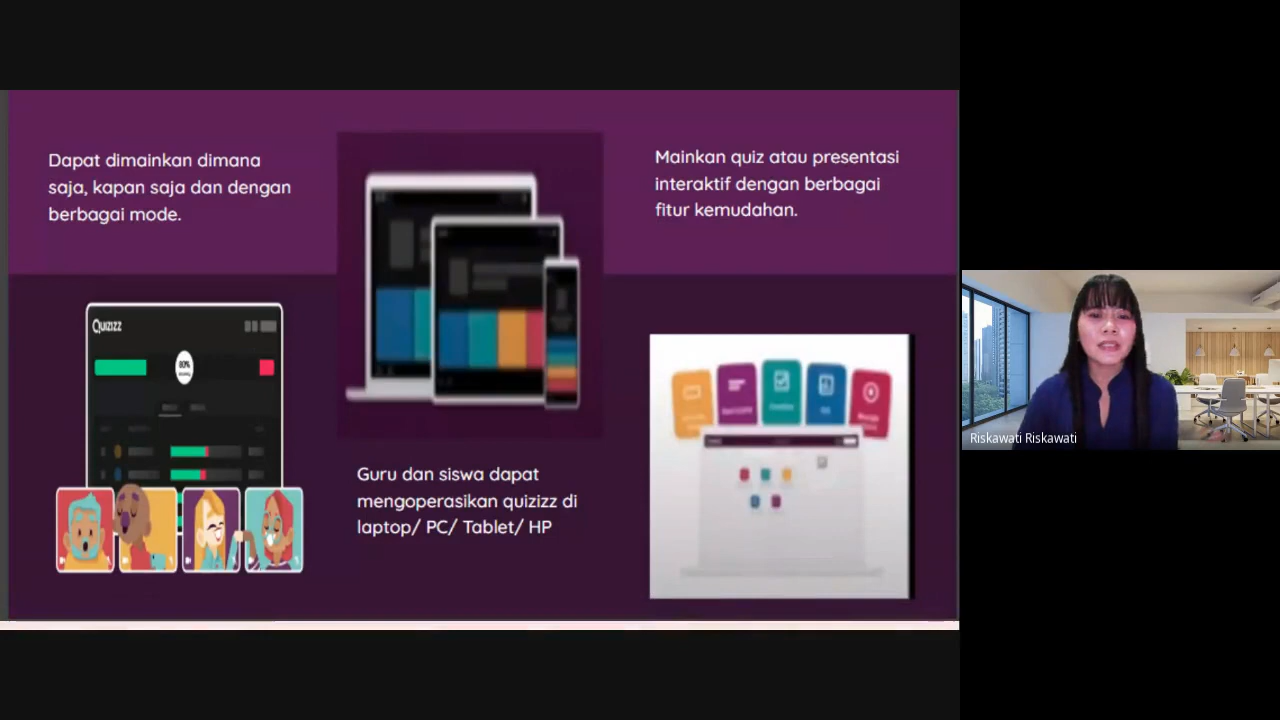 Dapat dimainkan dimana
saja, kapan saja dan dengan
berbagai mode.
Mainkan quiz atau presentasi
interaktif dengan berbagai
fitur kemudahan.
Quizizz
80%
Guru dan siswa dapat
mengoperasikan quizizz di
laptop/ PC/ Tablet/ HP
Riskawati Riskawati